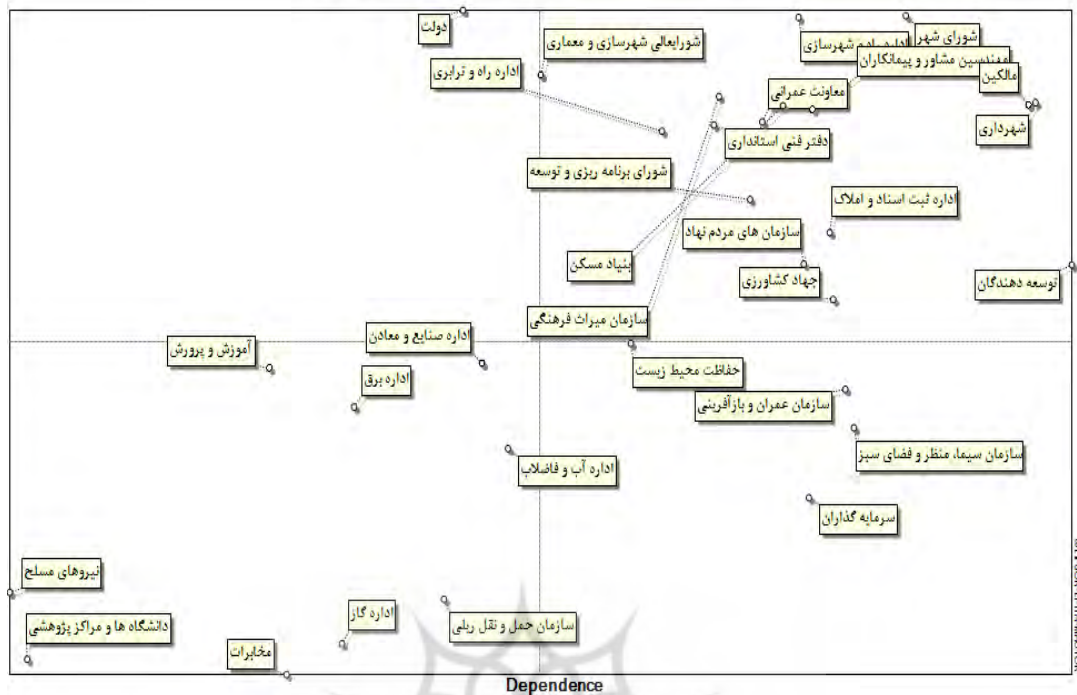 دولت
شورایعالی شهرسازی و معماری
شورای شهر
اداره راه و ترابری
مهندسین مشاور و پیمانکاران
مالکین
معاونت عمرانی
شهرداری
دفتر فنی استانداری
شورای برنامه ریزی و توسعه
اداره ثبت اسناد و املاک
سازمان های مردم نهاد
بنیاد مسکن
جهاد کشاورزی
توسعه دهندگان
سازمان میراث فرهنگی
اداره صنایع و معادن
آموزش و پرورش
حفاظت محیط زیست
اداره برق
سازمان عمران و بازآفرینی
سازمان سیما، منظر و فضای سبز
اداره آب و فاضلاب
سرمایه گذاران
نیروهای مسلح
اداره گاز
سازمان حمل و نقل ریلی
دانشگاه ها و مراکز پژوهشی
مخابرات
Dependence